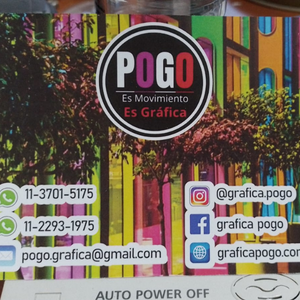 POGO
Es Movimiento
Es Gráfica
11-3701-5175
@grafica.pogo
11-2293-1975
grafica pogo
pogo.grafica@gmail.com
graficapogo.co
AUTO POWER OFF